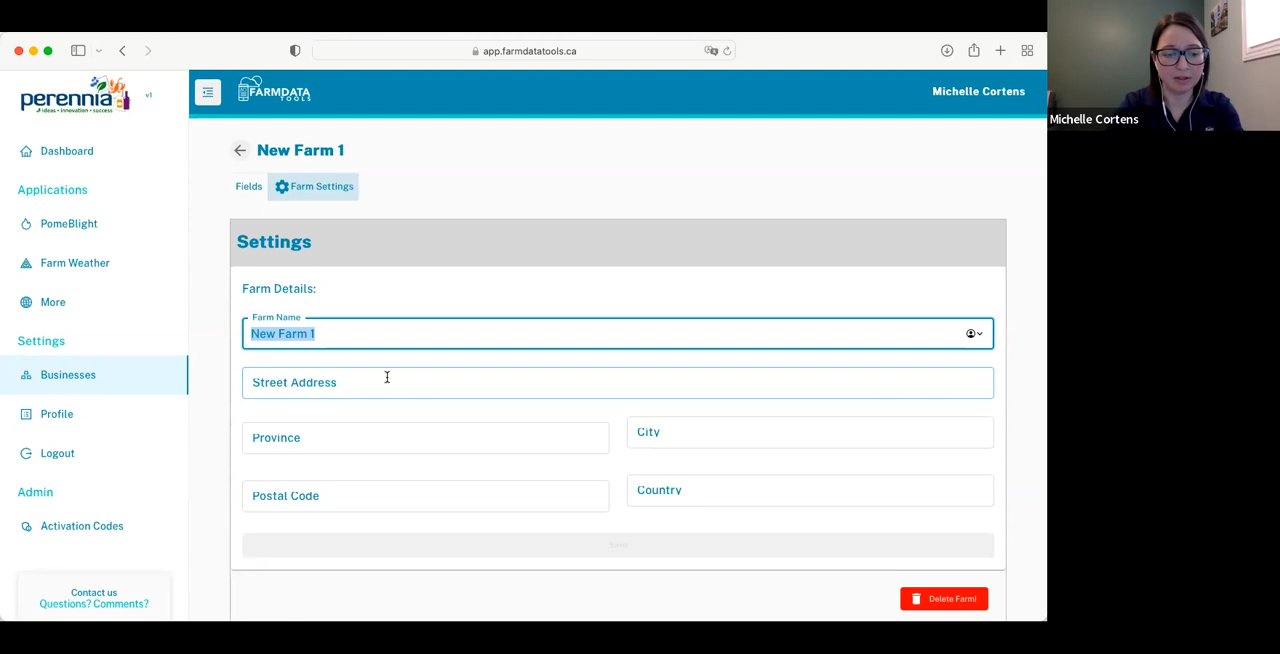 app.farmdatatools.ca
perennia
ideas • innovation • success
v1
FARMDATA
TOOLS
Michelle Cortens
Michelle Cortens
Dashboard
Applications
PomeBlight
Farm Weather
More
Settings
Businesses
Profile
Logout
Admin
Activation Codes
Contact us
Questions? Comments?
New Farm 1
Fields
Farm Settings
Settings
Farm Details:
Farm Name
New Farm 1
Street Address
Province
City
Postal Code
Country
Delete Farm!